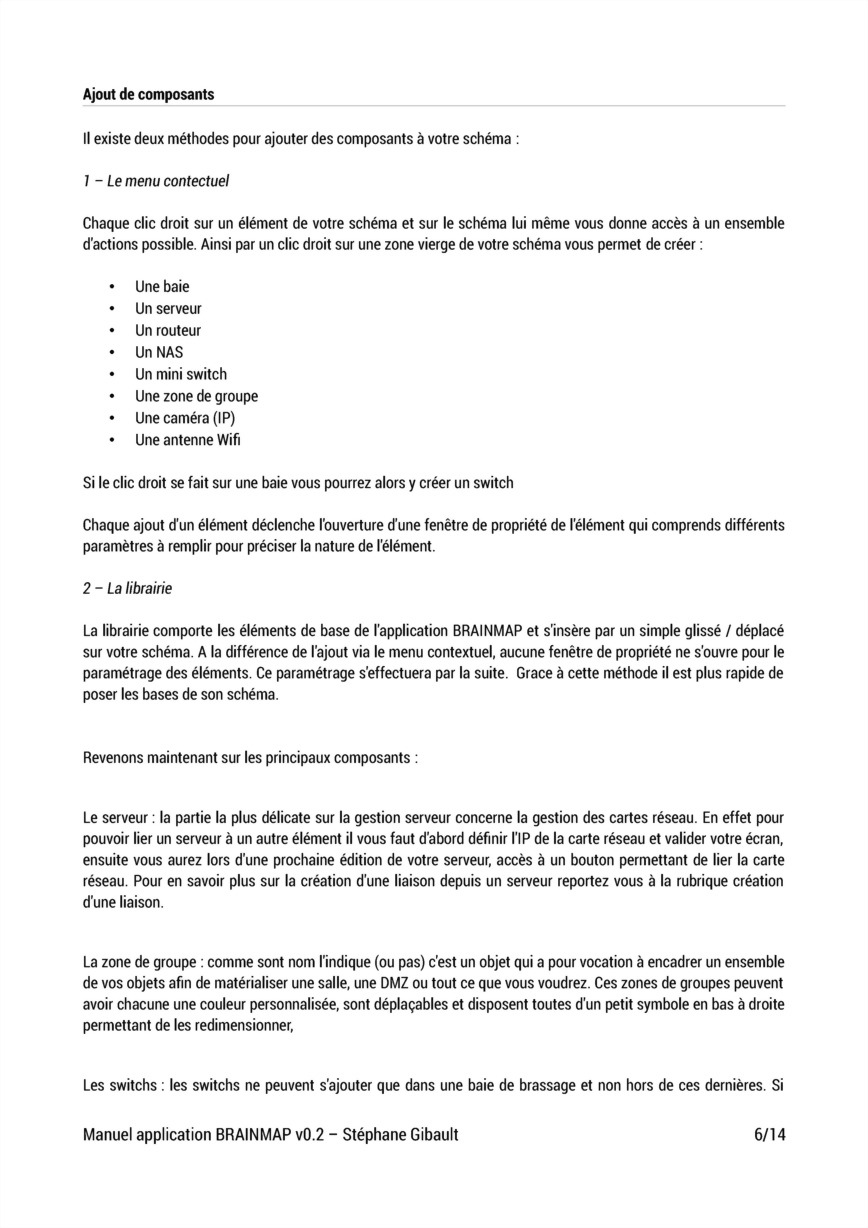 Ajout de composants
Il existe deux méthodes pour ajouter des composants à votre schéma :
1 – Le menu contectuel
Chaque clic droit sur un élément de votre schéma et sur le schéma lui même vous donne accès à un ensemble
d'actions possible. Ainsi par un clic droit sur une zone vierge de votre schéma vous permet de créer :
• Une baie
• Un serveur
• Un routeur
• Un NAS
• Un mini switch
• Une zone de groupe
• Une caméra (IP)
• Une antenne Wifi
Si le clic droit se fait sur une baie vous pourrez alors y créer un switch
Chaque ajout d'un élément déclenche l'ouverture d'une fenêtre de propriété de l'élément qui comprends différents
paramètres à remplir pour préciser la nature de l'élément.
2 – La librairie
La librairie comporte les éléments de base de l'application BRAINMAP et s'insère par un simple glissé / déplacé
sur votre schéma. A la différence de l'ajout via le menu contextuel, aucune fenêtre de propriété ne s'ouvre pour le
paramétrage des éléments. Ce paramétrage s'effectuera par la suite.  Grace à cette méthode il est plus rapide de
poser les bases de son schéma.
Revenons maintenant sur les principaux composants :
Le serveur : la partie la plus délicate sur la gestion serveur concerne la gestion des cartes réseau. En effet pour
pouvoir lier un serveur à un autre élément il vous faut d'abord définir l'IP de la carte réseau et valider votre écran,
ensuite vous aurez lors d'une prochaine édition de votre serveur, accès à un bouton permettant de lier la carte
réseau. Pour en savoir plus sur la création d'une liaison depuis un serveur reportez vous à la rubrique création
d'une liaison.
La zone de groupe : comme sont nom l'indique (ou pas) c'est un objet qui a pour vocation à encadrer un ensemble
de vos objets afin de matérialiser une salle, une DMZ ou tout ce que vous voudrez. Ces zones de groupes peuvent
avoir chacune une couleur personnalisée, sont déplaçables et disposent toutes d'un petit symbole en bas à droite
permettant de les redimensionner,
Les switchs : les switchs ne peuvent s'ajouter que dans une baie de brassage et non hors de ces dernières. Si
Manuel application BRAINMAP v0.2 – Stéphane Gibault 6/14